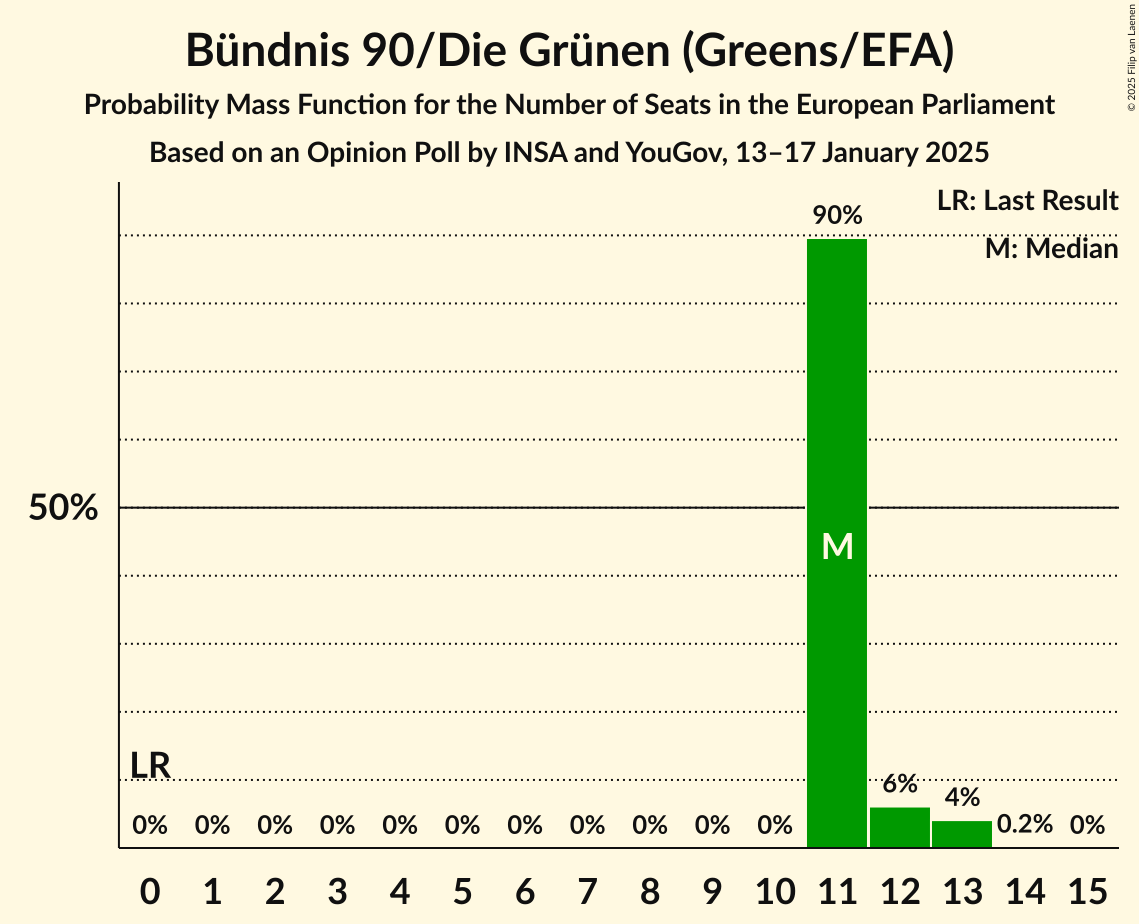 Bündnis 90/Die Grünen (Greens/EFA)
Probability Mass Function for the Number of Seats in the European Parliament
Based on an Opinion Poll by INSA and YouGov, 13–17 January 2025
© 2025 Filip van Laenen
LR: Last Result
M: Median
90%
50%
M
LR
0% 0% 0% 0% 0% 0% 0% 0% 0% 0% 0% 6% 4% 0.2% 0%
0 1 2 3 4 5 6 7 8 9 10 11 12 13 14 15